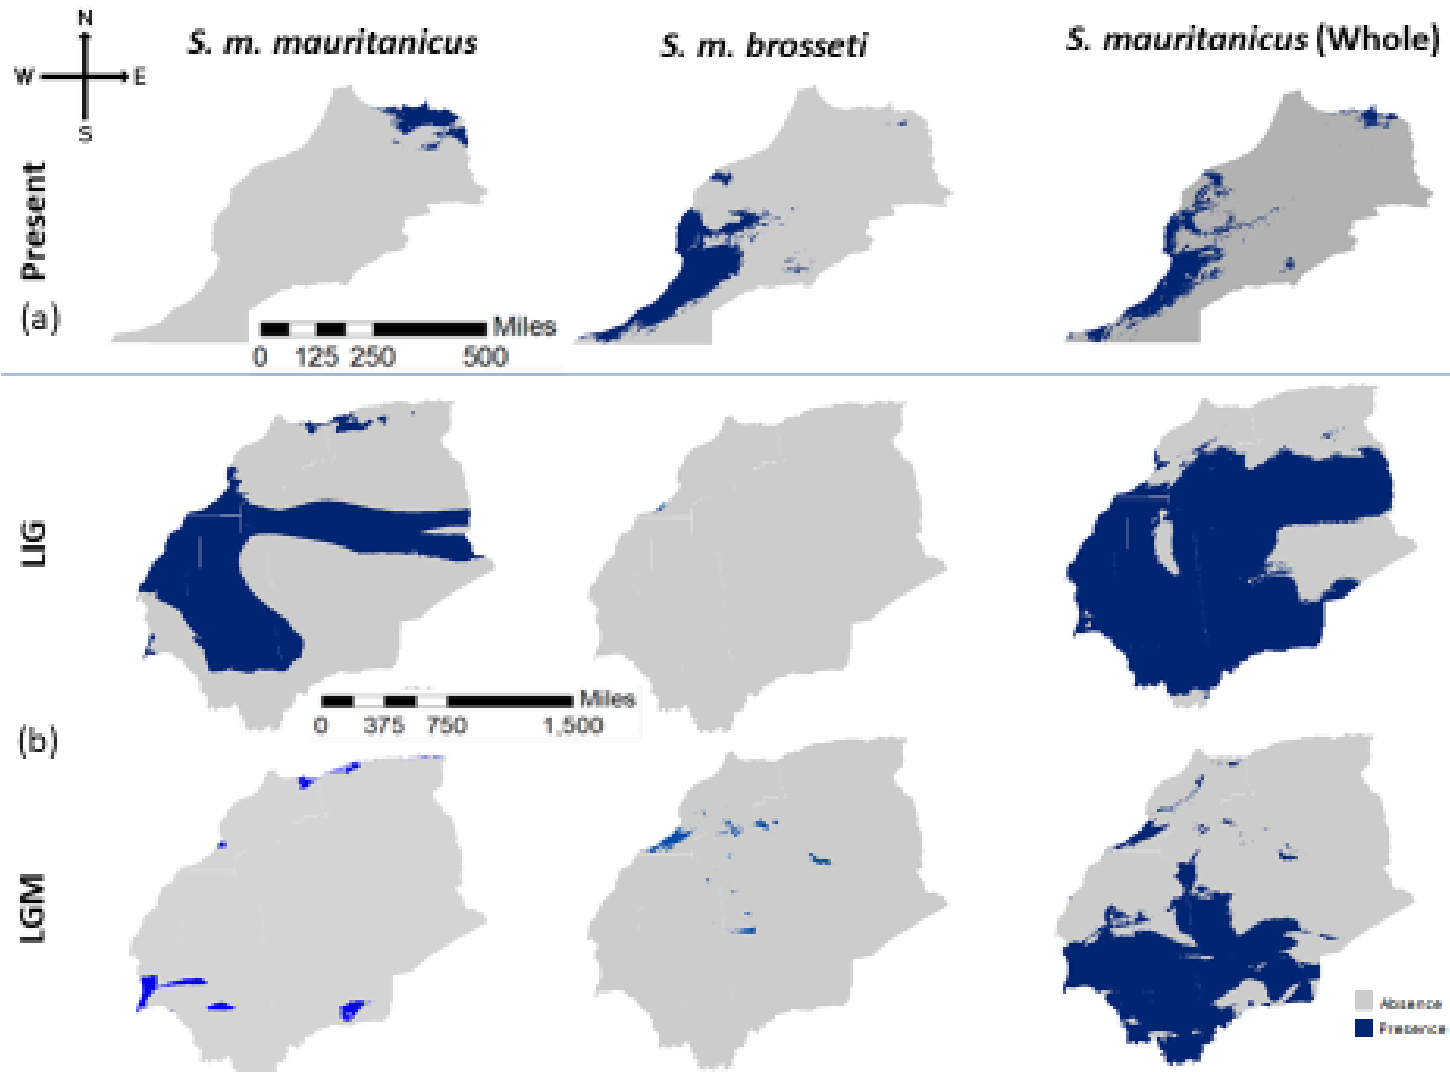 N
W E
S
S. m. mauritanicus
S. m. brosseti
S. mauritanicus (Whole)
Present
(a)
Miles
0 125 250 500
LIG
Miles
0 375 750 1,500
(b)
LGM
Absence
Presence